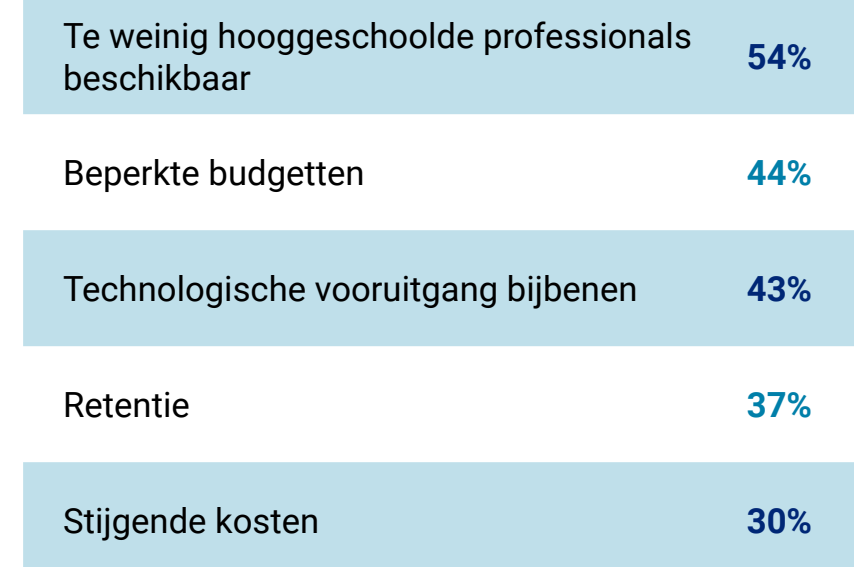 Te weinig hooggeschoolde professionals
beschikbaar
54%
Beperkte budgetten 44%
Technologische vooruitgang bijbenen 43%
Retentie 37%
Stijgende kosten 30%